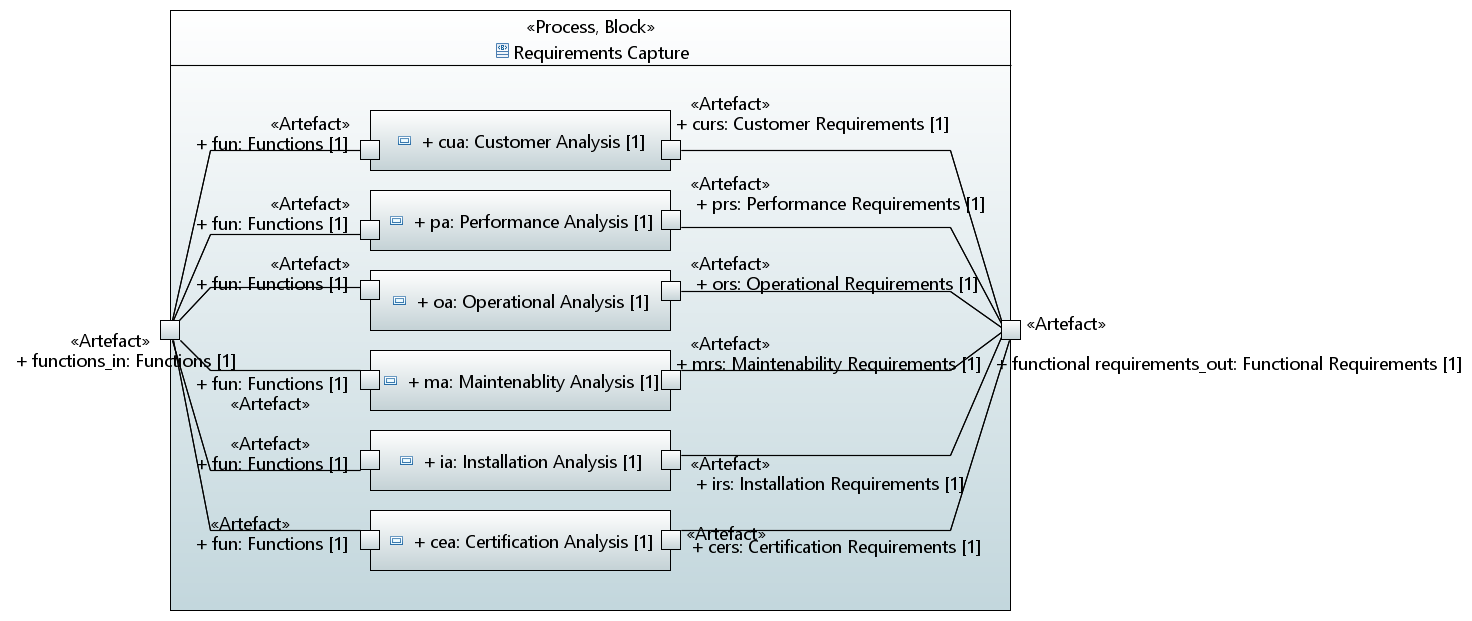 «Process, Block»
Requirements Capture
«Artefact»
+ fun: Functions [1]
+ cua: Customer Analysis [1]
«Artefact»
+ curs: Customer Requirements [1]
«Artefact»
+ fun: Functions [1]
+ pa: Performance Analysis [1]
«Artefact»
+ prs: Performance Requirements [1]
«Artefact»
+ fun: Functions [1]
+ oa: Operational Analysis [1]
«Artefact»
+ ors: Operational Requirements [1]
«Artefact»
+ functions_in: Functions [1]
«Artefact»
+ functional requirements_out: Functional Requirements [1]
+ fun: Functions [1]
«Artefact»
+ ma: Maintenablity Analysis [1]
«Artefact»
+ mrs: Maintenability Requirements [1]
«Artefact»
+ fun: Functions [1]
+ ia: Installation Analysis [1]
«Artefact»
+ irs: Installation Requirements [1]
«Artefact»
+ fun: Functions [1]
+ cea: Certification Analysis [1]
«Artefact»
+ cers: Certification Requirements [1]